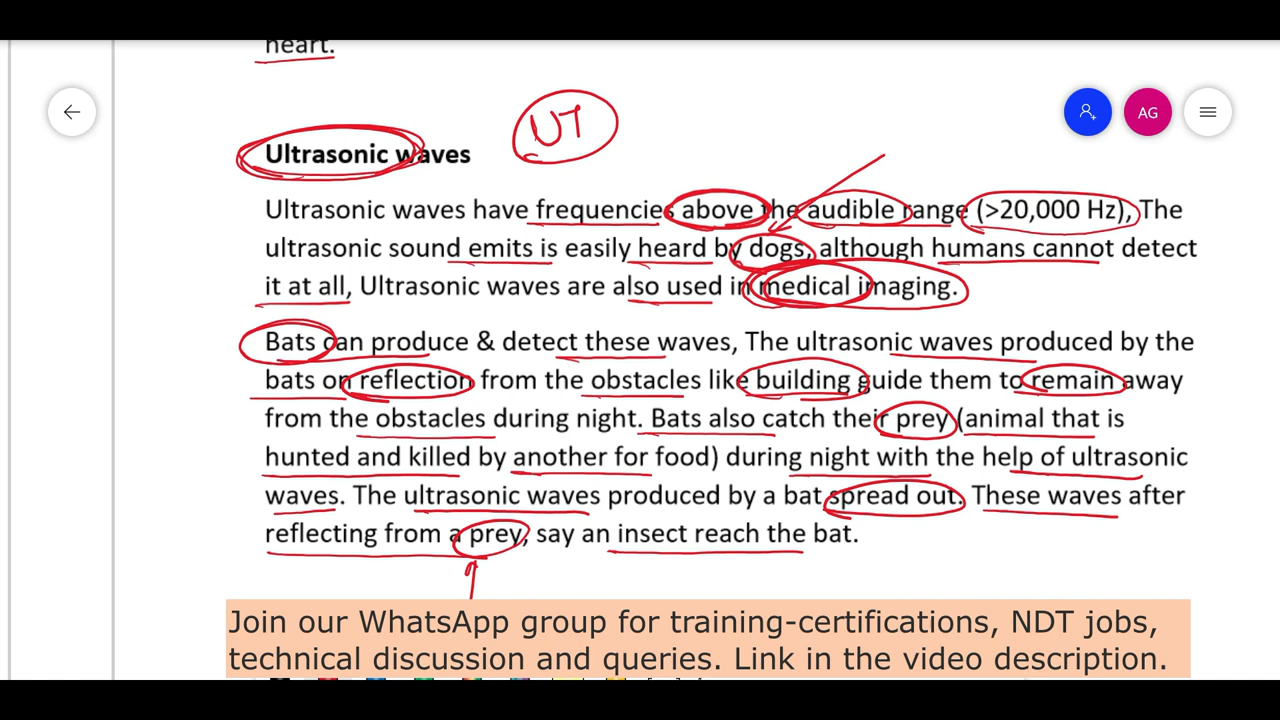 heart.
UT
AG
Ultrasonic waves
Ultrasonic waves have frequencies above the audible range (>20,000 Hz), The
ultrasonic sound emits is easily heard by dogs, although humans cannot detect
it at all, Ultrasonic waves are also used in medical imaging.
Bats can produce & detect these waves, The ultrasonic waves produced by the
bats on reflection from the obstacles like building guide them to remain away
from the obstacles during night. Bats also catch their prey (animal that is
hunted and killed by another for food) during night with the help of ultrasonic
waves. The ultrasonic waves produced by a bat spread out. These waves after
reflecting from a prey, say an insect reach the bat.
Join our WhatsApp group for training-certifications, NDT jobs,
technical discussion and queries. Link in the video description.